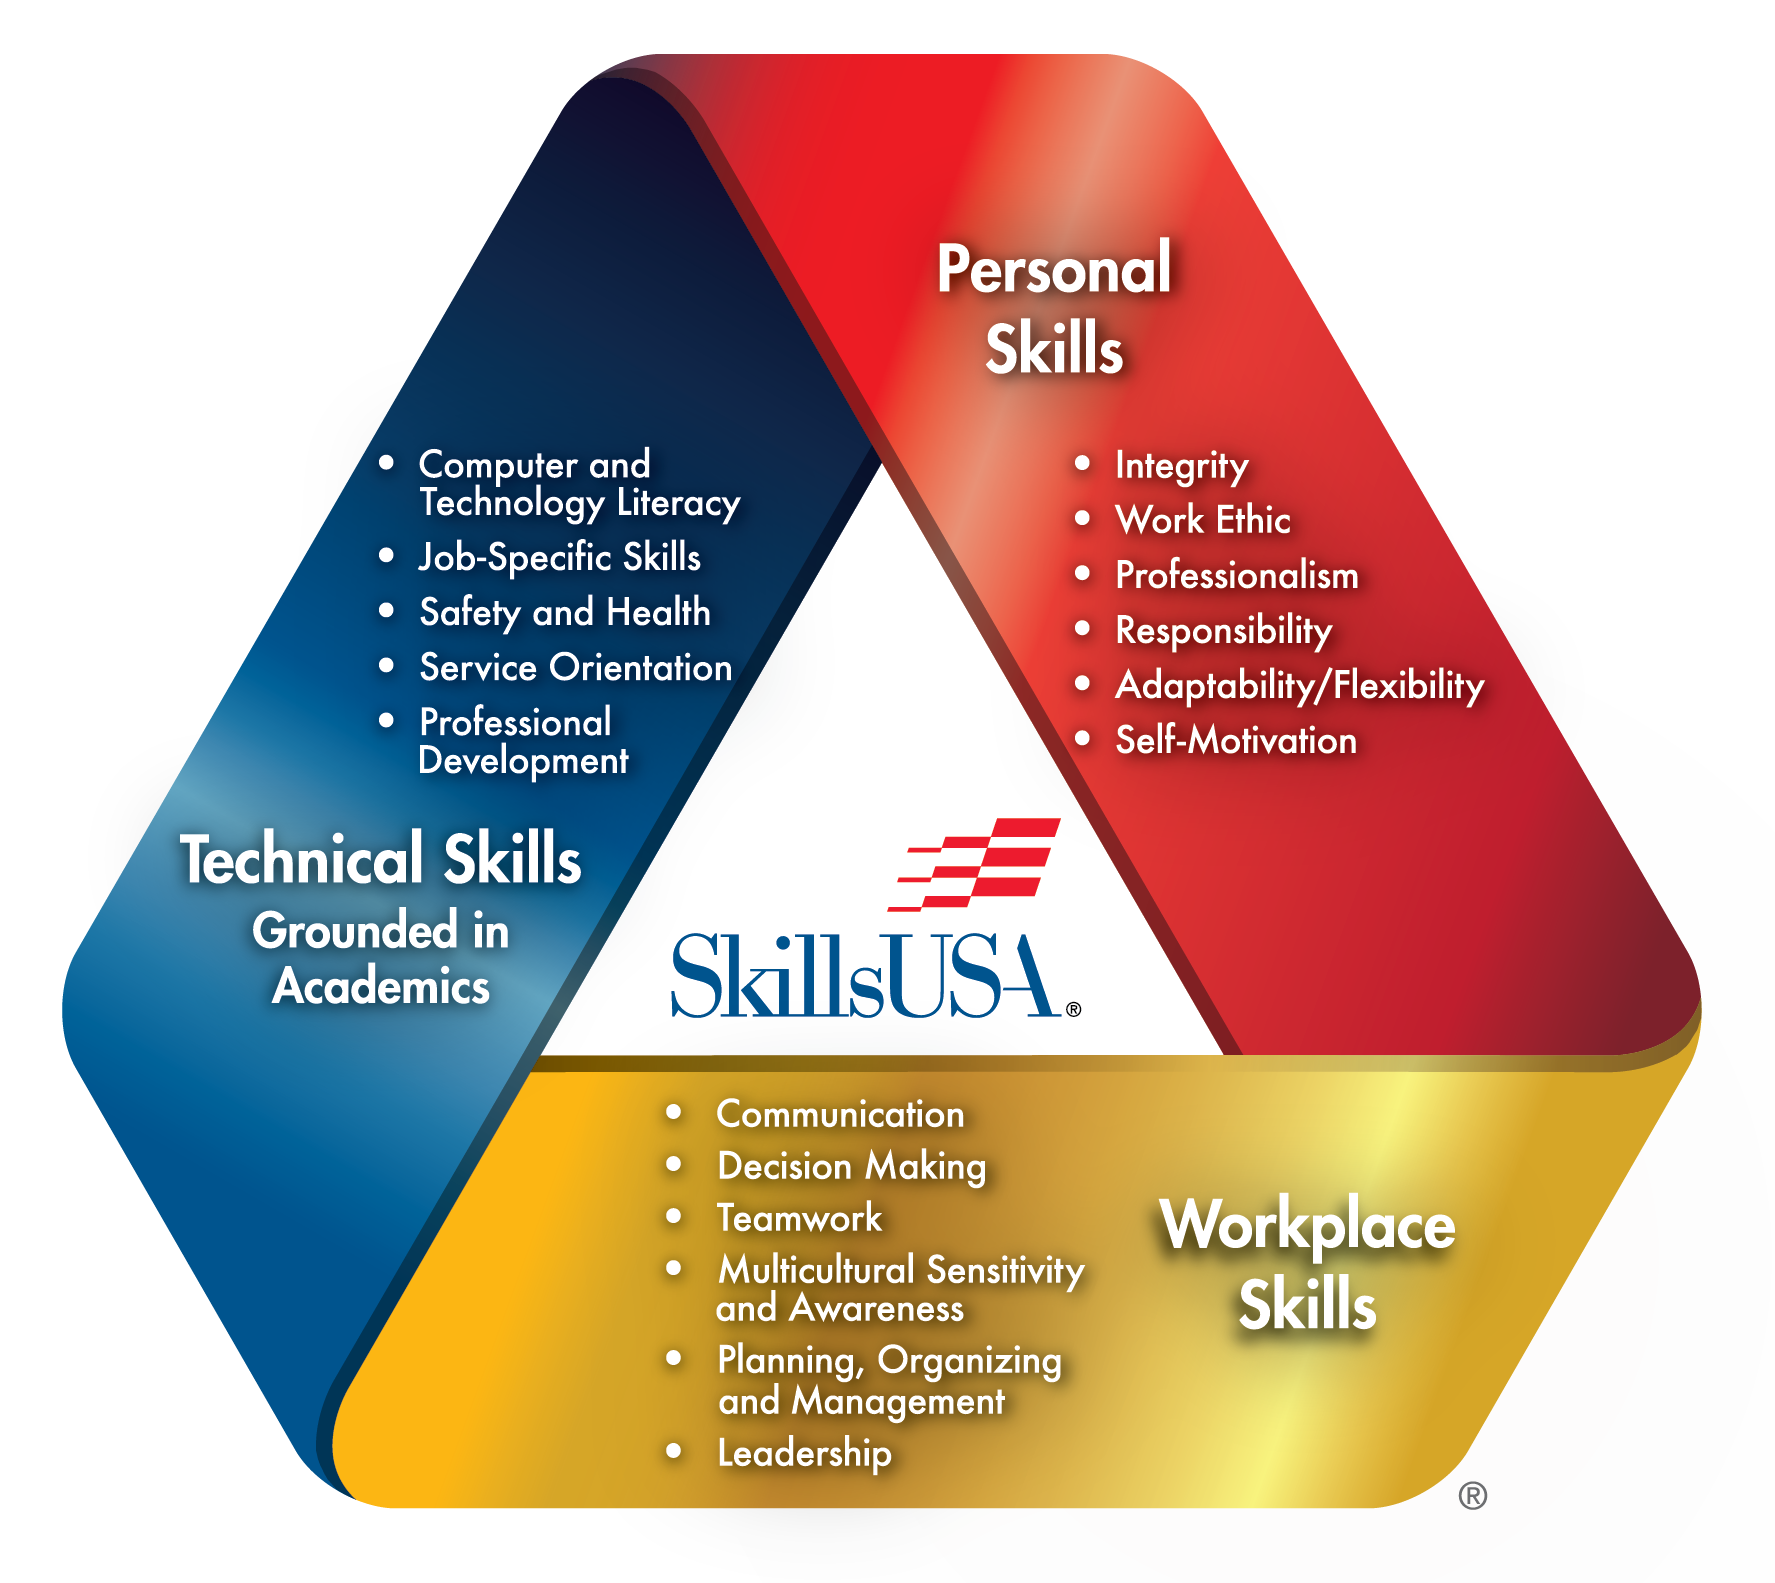 Personal
Skills
• Integrity
• Work Ethic
• Professionalism
• Responsibility
• Adaptability/Flexibility
• Self-Motivation
• Computer and
Technology Literacy
• Job-Specific Skills
• Safety and Health
• Service Orientation
• Professional
Development
Technical Skills
Grounded in
Academics
SkillsUSA®
• Communication
• Decision Making
• Teamwork
• Multicultural Sensitivity
and Awareness
• Planning, Organizing
and Management
• Leadership
Workplace
Skills
®